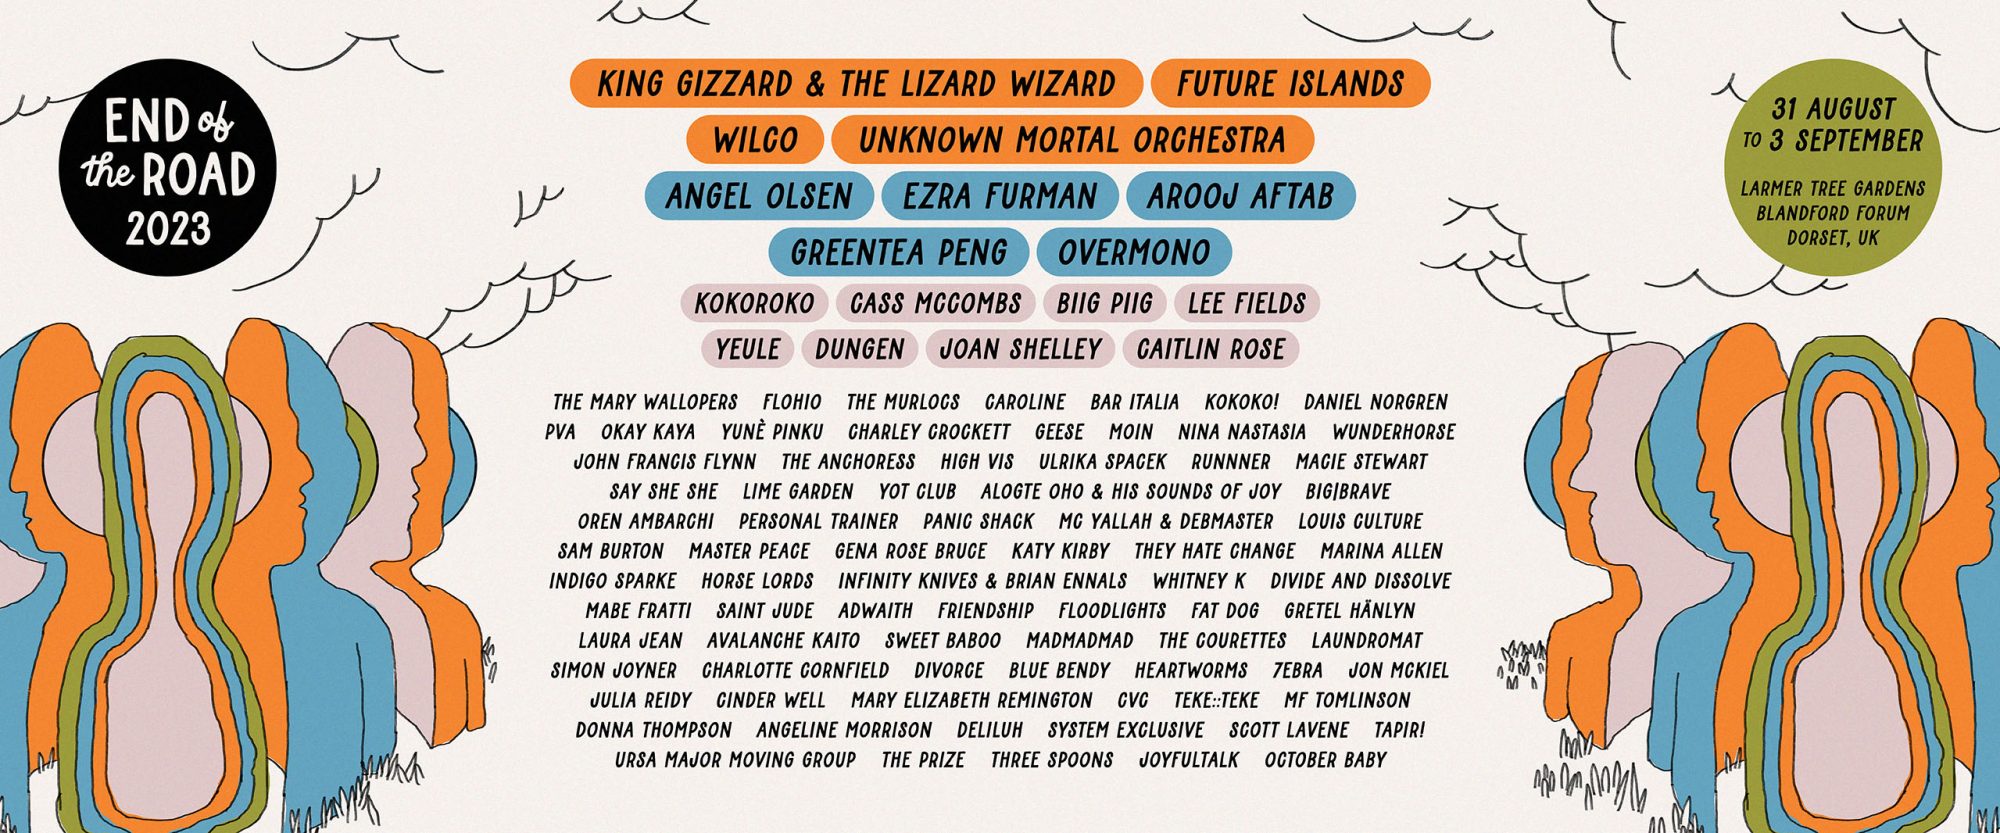 END of
the ROAD
2023
KING GIZZARD & THE LIZARD WIZARD FUTURE ISLANDS
WILCO UNKNOWN MORTAL ORCHESTRA
ANGEL OLSEN EZRA FURMAN AROOJ AFTAB
GREENTEA PENG OVERMONO
KOKOROKO CASS MCCOMBS BIIG PIIG LEE FIELDS
YEULE DUNGEN JOAN SHELLEY CAITLIN ROSE
THE MARY WALLOPERS FLOHIO THE MURLOCS CAROLINE BAR ITALIA KOKOKO! DANIEL NORGREN
PVA OKAY KAYA YUNÈ PINKU CHARLEY CROCKETT GEESE MOIN NINA NASTASIA WUNDERHORSE
JOHN FRANCIS FLYNN THE ANCHORESS HIGH VIS ULRIKA SPACEK RUNNNER MACIE STEWART
SAY SHE SHE LIME GARDEN YOT CLUB ALOGTE OHO & HIS SOUNDS OF JOY BIG|BRAVE
OREN AMBARCHI PERSONAL TRAINER PANIC SHACK MC YALLAH & DEBMASTER LOUIS CULTURE
SAM BURTON MASTER PEACE GENA ROSE BRUCE KATY KIRBY THEY HATE CHANGE MARINA ALLEN
INDIGO SPARKE HORSE LORDS INFINITY KNIVES & BRIAN ENNALS WHITNEY K DIVIDE AND DISSOLVE
MABE FRATTI SAINT JUDE ADWAITH FRIENDSHIP FLOODLIGHTS FAT DOG GRETEL HÄNLYN
LAURA JEAN AVALANCHE KAITO SWEET BABOO MADMADMAD THE COURETTES LAUNDROMAT
SIMON JOYNER CHARLOTTE CORNFIELD DIVORCE BLUE BENDY HEARTWORMS 7EBRA JON MCKIEL
JULIA REIDY CINDER WELL MARY ELIZABETH REMINGTON CVC TEKE::TEKE MF TOMLINSON
DONNA THOMPSON ANGELINE MORRISON DELILUH SYSTEM EXCLUSIVE SCOTT LAVENE TAPIR!
URSA MAJOR MOVING GROUP THE PRIZE THREE SPOONS JOYFULTALK OCTOBER BABY
31 AUGUST
TO 3 SEPTEMBER
LARMER TREE GARDENS
BLANDFORD FORUM
DORSET, UK